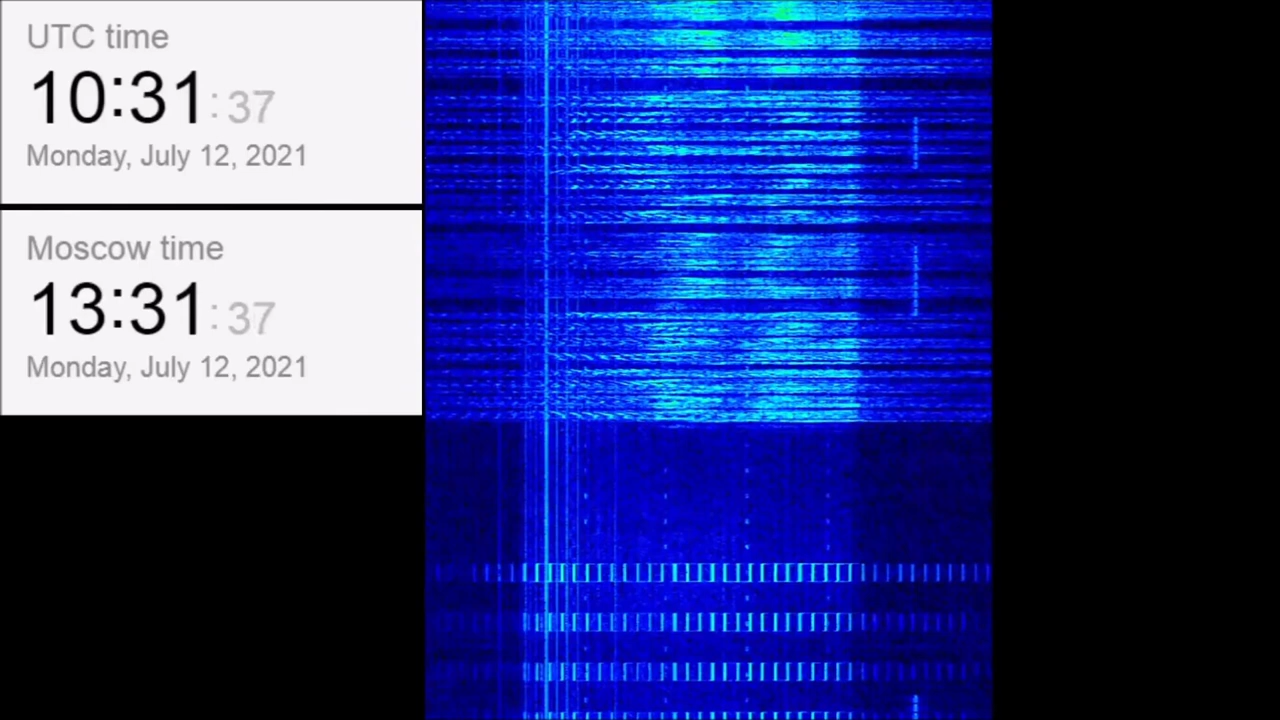 UTC time
10:31:37
Monday, July 12, 2021
Moscow time
13:31:37
Monday, July 12, 2021